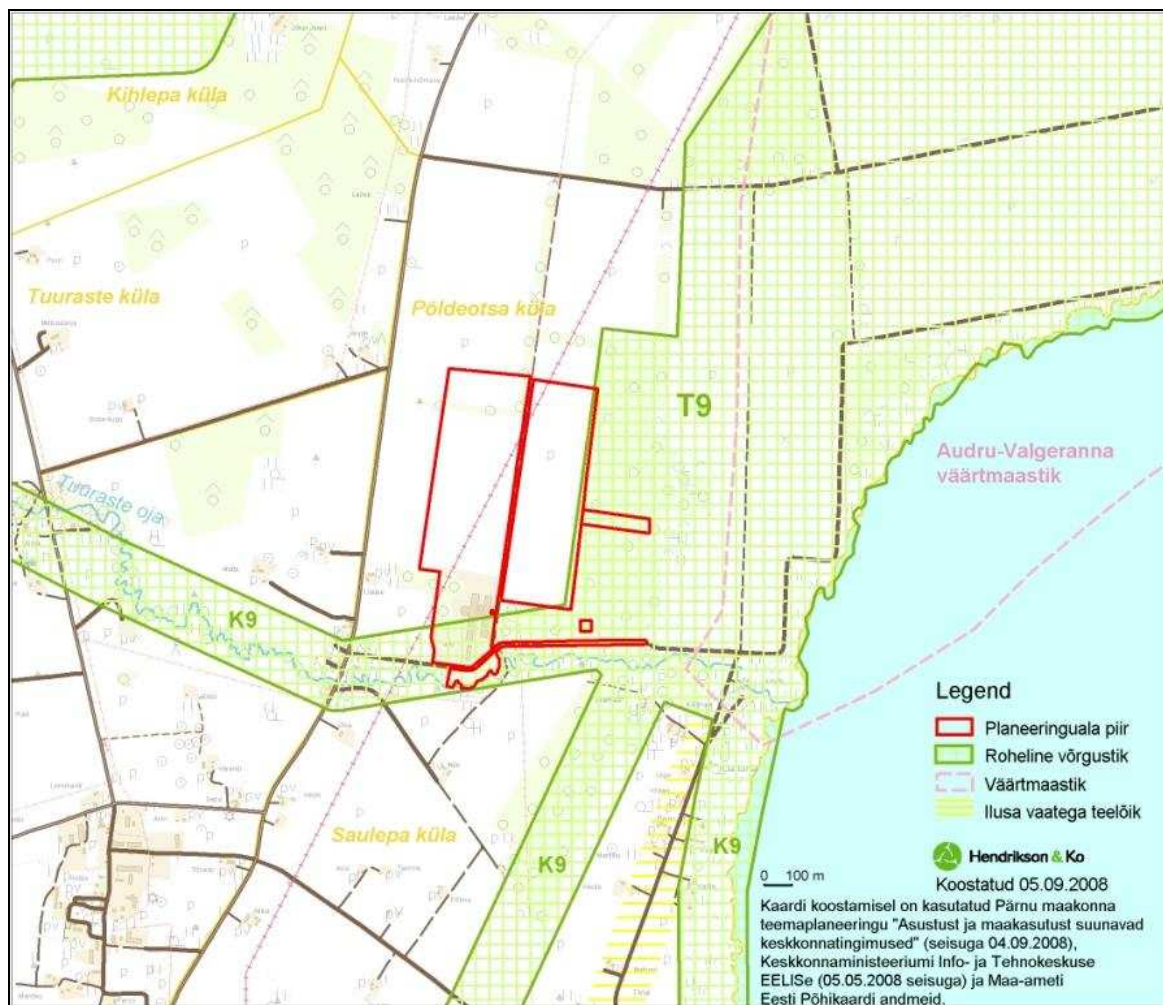 Kihlepa küla
Tuuraste küla
Põldeotsa küla
T9
Audru-Valgeranna
väärtmaastik
Tuuraste oja
K9
Saulepa küla
K9
K9
Legend
Planeeringuala piir
Roheline võrgustik
Väärtmaastik
Ilusa vaatega teelõik
Hendrikson & Ko
Koostatud 05.09.2008
0 100 m
Kaardi koostamisel on kasutatud Pärnu maakonna
teemaplaneeringu "Asustust ja maakasutust suunavad
keskkonnatingimused" (seisuga 04.09.2008),
Keskkonnaministeeriumi Info- ja Tehnokeskuse
EELISe (05.05.2008 seisuga) ja Maa-ameti
Eesti Põhikaardi andmeid.